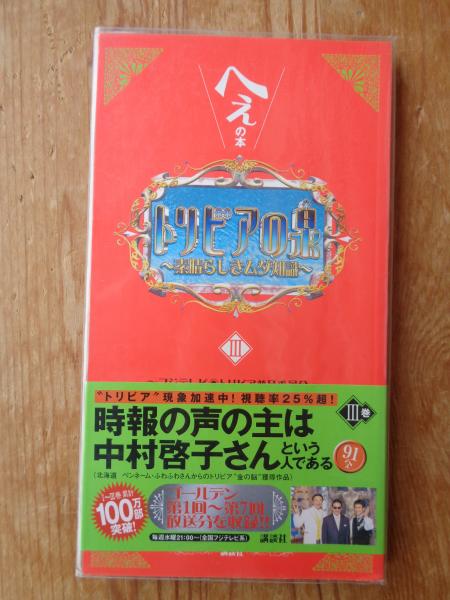 へぇの本
トリビアの泉
〜素晴らしきムダ知識〜
III
"トリビア"現象加速中!視聴率25%超!
III巻
時報の声の主は
中村啓子さんという人である
91へぇ
(北海道 ペンネーム・ふわふわさんからのトリビア"金の脳"獲得作品)
累計
100万部
突破!
ゴールデン
第1回〜第7回
放送分を収録!!
毎週水曜21:00〜(全国フジテレビ系)
講談社
講談社